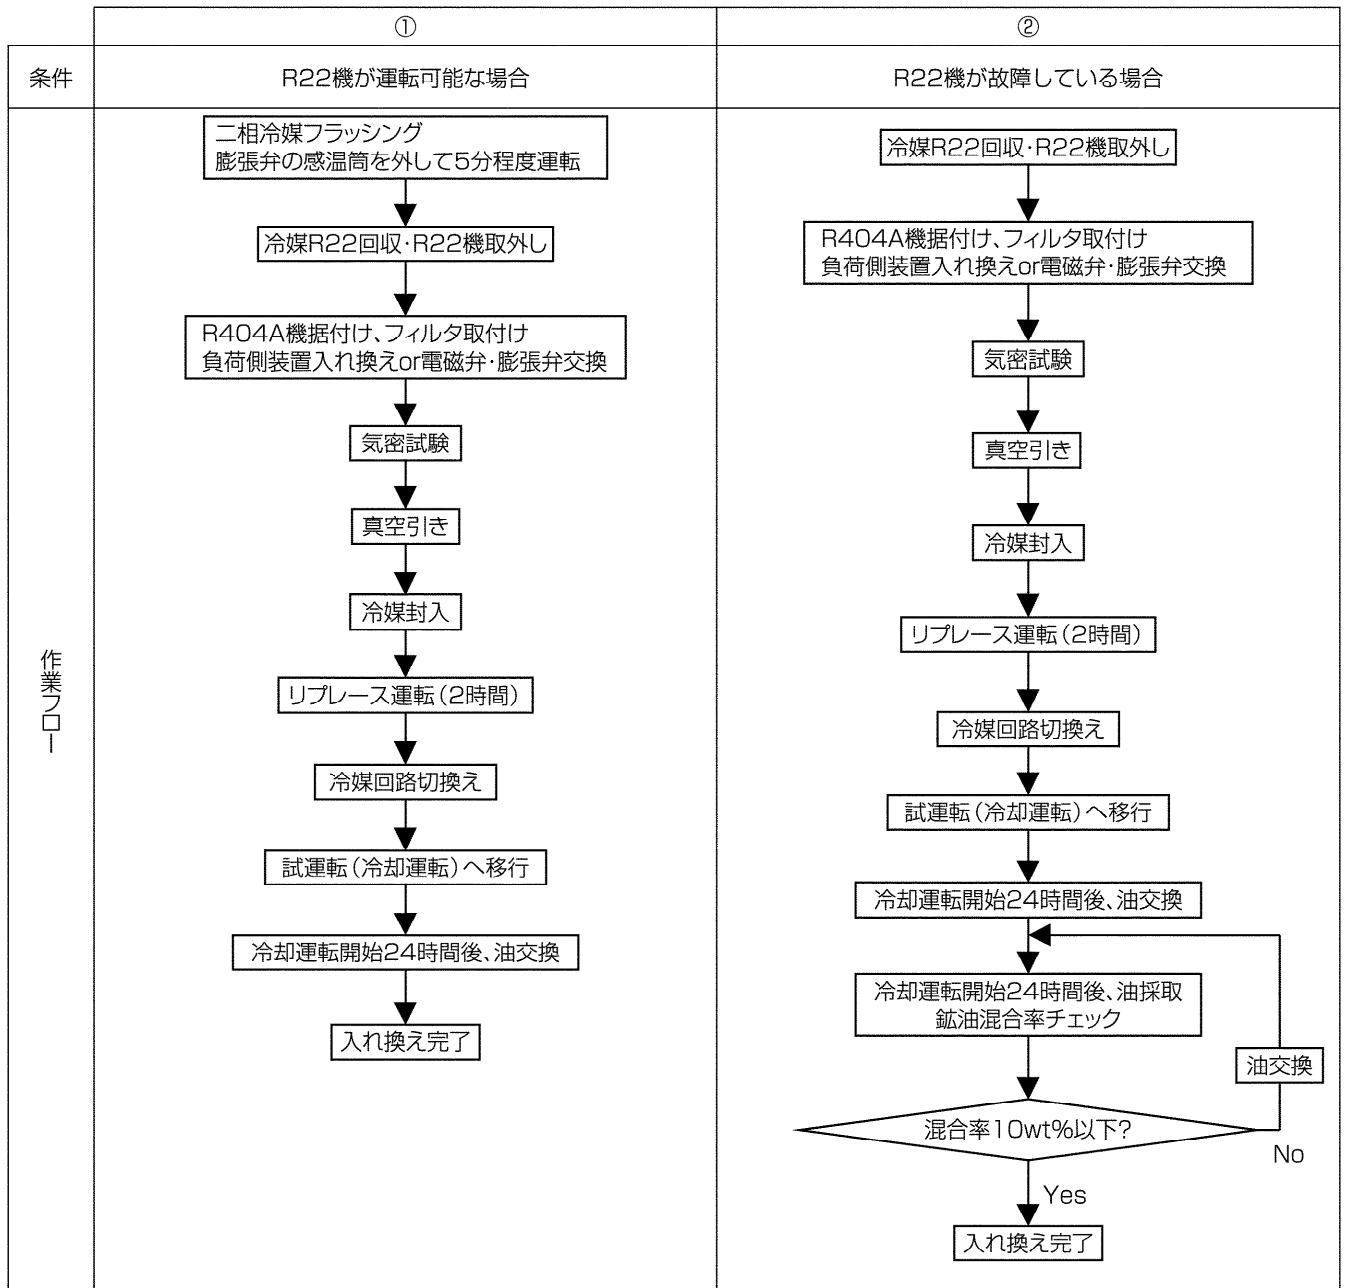 ①
②
条件
R22機が運転可能な場合
R22機が故障している場合
作業フロー
二相冷媒フラッシング
膨張弁の感温筒を外して5分程度運転
冷媒R22回収・R22機取外し
R404A機据付け、フィルタ取付け
負荷側装置入れ換えor電磁弁・膨張弁交換
気密試験
真空引き
冷媒封入
リプレース運転(2時間)
冷媒回路切換え
試運転(冷却運転)へ移行
冷却運転開始24時間後、油交換
入れ換え完了
冷媒R22回収・R22機取外し
R404A機据付け、フィルタ取付け
負荷側装置入れ換えor電磁弁・膨張弁交換
気密試験
真空引き
冷媒封入
リプレース運転(2時間)
冷媒回路切換え
試運転(冷却運転)へ移行
冷却運転開始24時間後、油交換
冷却運転開始24時間後、油採取
鉱油混合率チェック
油交換
混合率10wt%以下?
No
Yes
入れ換え完了